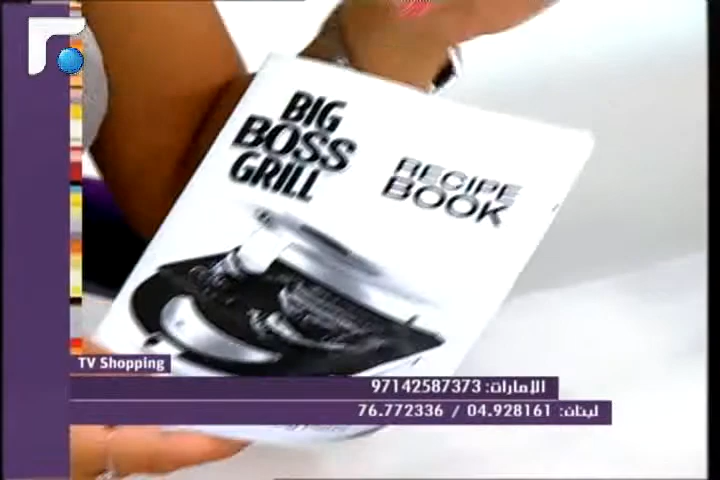 BIG
BOSS
GRILL
RECIPE
BOOK
TV Shopping
الإمارات: 97142587373
لبنان: 04.928161 / 76.772336